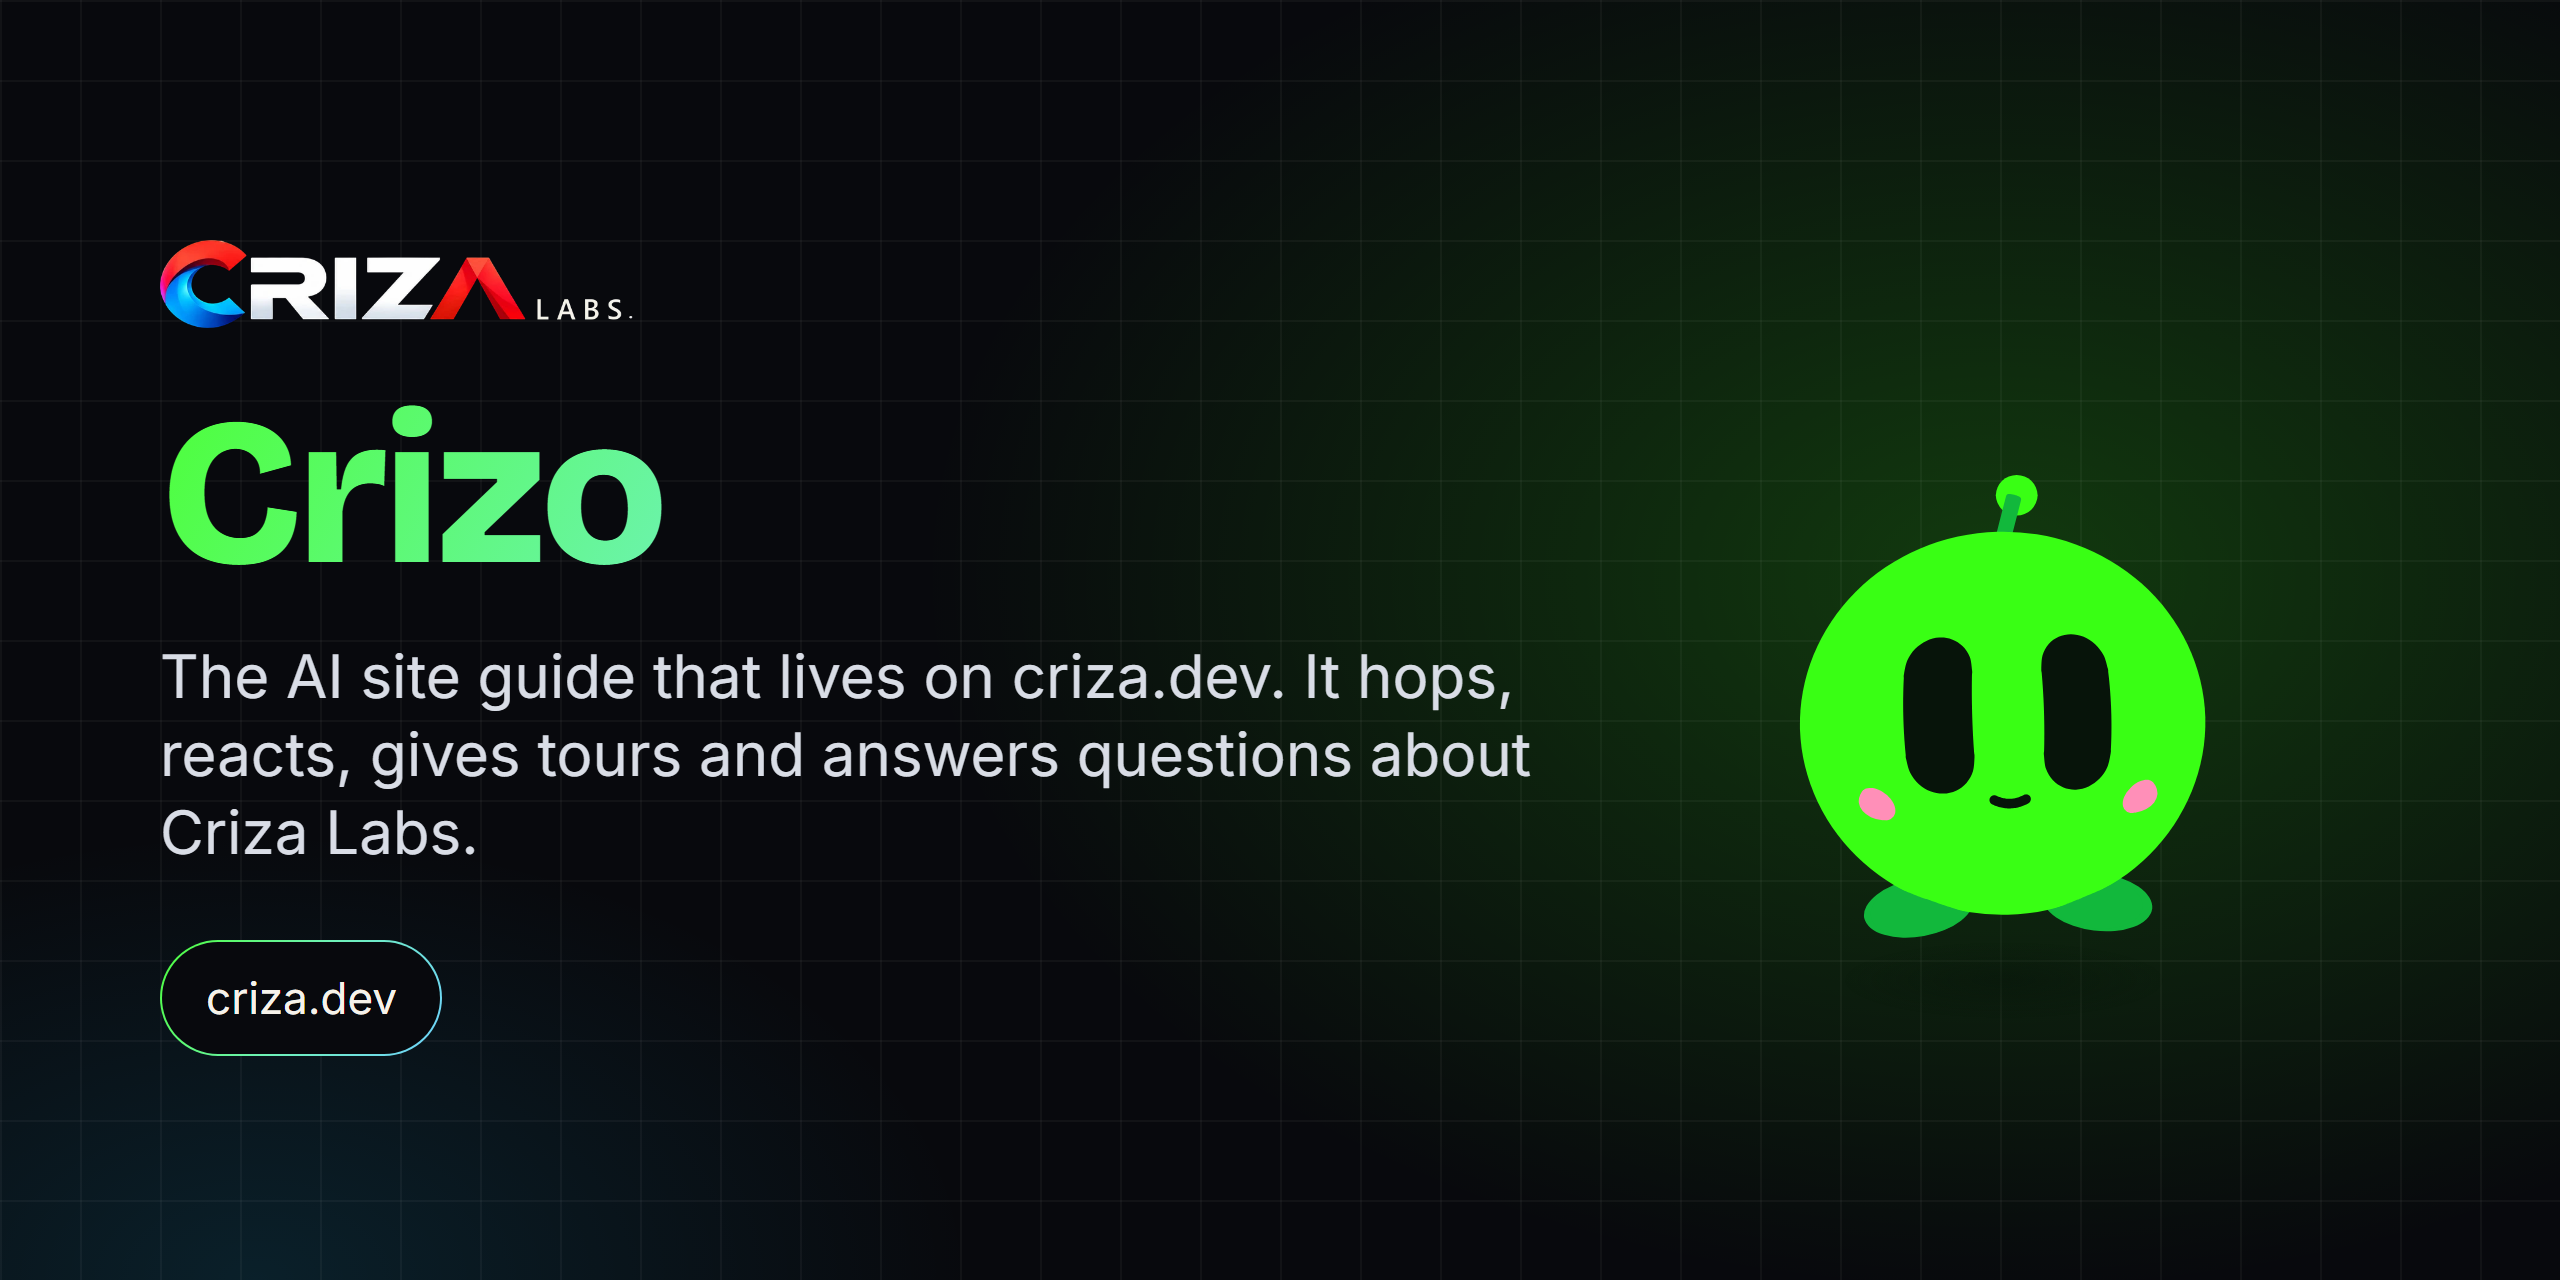 CRIZA LABS.
Crizo
The AI site guide that lives on criza.dev. It hops,
reacts, gives tours and answers questions about
Criza Labs.
criza.dev